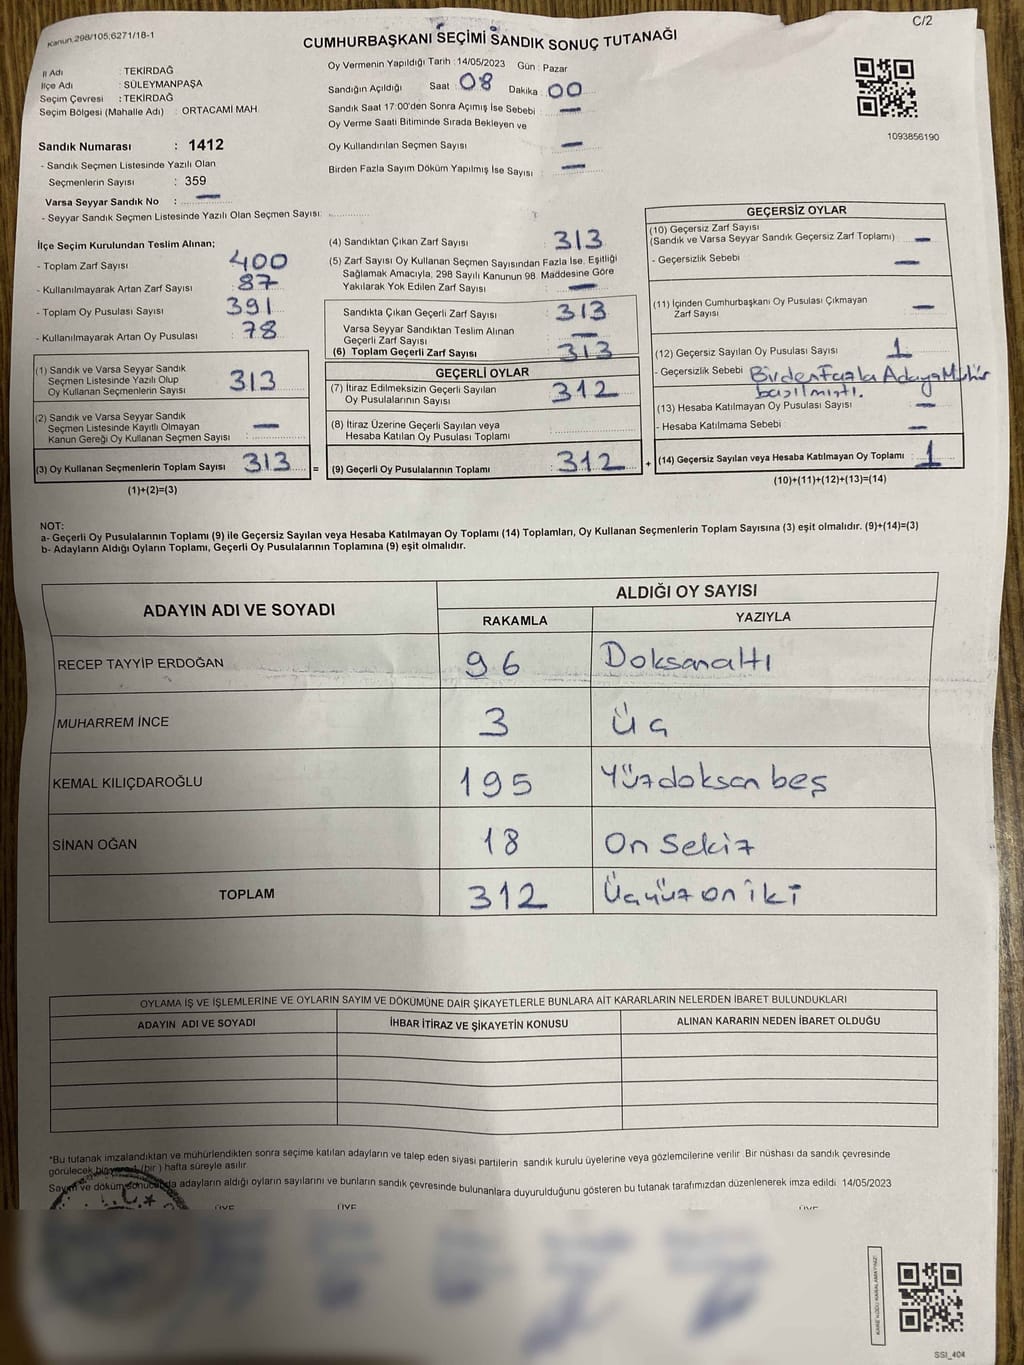 Kanun.298/105;6271/18-1
C/2
CUMHURBAŞKANI SEÇİMİ SANDIK SONUÇ TUTANAĞI
İl Adı : TEKİRDAĞ
İlçe Adı : SÜLEYMANPAŞA
Seçim Çevresi : TEKİRDAĞ
Seçim Bölgesi (Mahalle Adı) : ORTACAMİ MAH.
Sandık Numarası : 1412
- Sandık Seçmen Listesinde Yazılı Olan
Seçmenlerin Sayısı : 359
Varsa Seyyar Sandık No : —
- Seyyar Sandık Seçmen Listesinde Yazılı Olan Seçmen Sayısı :
Oy Vermenin Yapıldığı Tarih : 14/05/2023 Gün : Pazar
Sandığın Açıldığı Saat : 08 Dakika : 00
Sandık Saat 17:00'den Sonra Açımış İse Sebebi : —
Oy Verme Saati Bitiminde Sırada Bekleyen ve
Oy Kullandırılan Seçmen Sayısı : —
Birden Fazla Sayım Döküm Yapılmış İse Sayısı : —
1093856190
İlçe Seçim Kurulundan Teslim Alınan;
- Toplam Zarf Sayısı : 400
- Kullanılmayarak Artan Zarf Sayısı : 87
- Toplam Oy Pusulası Sayısı : 391
- Kullanılmayarak Artan Oy Pusulası : 78
(1) Sandık ve Varsa Seyyar Sandık
Seçmen Listesinde Yazılı Olup
Oy Kullanan Seçmenlerin Sayısı : 313
(2) Sandık ve Varsa Seyyar Sandık
Seçmen Listesinde Kayıtlı Olmayan
Kanun Gereği Oy Kullanan Seçmen Sayısı : —
(3) Oy Kullanan Seçmenlerin Toplam Sayısı : 313 =
(1)+(2)=(3)
(4) Sandıktan Çıkan Zarf Sayısı : 313
(5) Zarf Sayısı Oy Kullanan Seçmen Sayısından Fazla İse, Eşitliği
Sağlamak Amacıyla, 298 Sayılı Kanunun 98. Maddesine Göre
Yakılarak Yok Edilen Zarf Sayısı : —
Sandıkta Çıkan Geçerli Zarf Sayısı : 313
Varsa Seyyar Sandıktan Teslim Alınan
Geçerli Zarf Sayısı : —
(6) Toplam Geçerli Zarf Sayısı : 313
GEÇERLİ OYLAR
(7) İtiraz Edilmeksizin Geçerli Sayılan
Oy Pusulalarının Sayısı : 312
(8) İtiraz Üzerine Geçerli Sayılan veya
Hesaba Katılan Oy Pusulası Toplamı :
(9) Geçerli Oy Pusulalarının Toplamı : 312 +
GEÇERSİZ OYLAR
(10) Geçersiz Zarf Sayısı
(Sandık ve Varsa Seyyar Sandık Geçersiz Zarf Toplamı) : —
- Geçersizlik Sebebi : —
(11) İçinden Cumhurbaşkanı Oy Pusulası Çıkmayan
Zarf Sayısı : —
(12) Geçersiz Sayılan Oy Pusulası Sayısı : 1
- Geçersizlik Sebebi : Birden Fazla Adaya Mühür
basılmıştı.
(13) Hesaba Katılmayan Oy Pusulası Sayısı : —
- Hesaba Katılmama Sebebi : —
(14) Geçersiz Sayılan veya Hesaba Katılmayan Oy Toplamı : 1
(10)+(11)+(12)+(13)=(14)
NOT:
a- Geçerli Oy Pusulalarının Toplamı (9) ile Geçersiz Sayılan veya Hesaba Katılmayan Oy Toplamı (14) Toplamları, Oy Kullanan Seçmenlerin Toplam Sayısına (3) eşit olmalıdır. (9)+(14)=(3)
b- Adayların Aldığı Oyların Toplamı, Geçerli Oy Pusulalarının Toplamına (9) eşit olmalıdır.
ADAYIN ADI VE SOYADI ALDIĞI OY SAYISI
RAKAMLA YAZIYLA
RECEP TAYYİP ERDOĞAN 96 Doksanaltı
MUHARREM İNCE 3 Üç
KEMAL KILIÇDAROĞLU 195 Yüzdoksan beş
SİNAN OĞAN 18 On Sekiz
TOPLAM 312 Üçyüz on iki
OYLAMA İŞ VE İŞLEMLERİNE VE OYLARIN SAYIM VE DÖKÜMÜNE DAİR ŞİKAYETLERLE BUNLARA AİT KARARLARIN NELERDEN İBARET BULUNDUKLARI
ADAYIN ADI VE SOYADI İHBAR İTİRAZ VE ŞİKAYETİN KONUSU ALINAN KARARIN NEDEN İBARET OLDUĞU
*Bu tutanak imzalandıktan ve mühürlendikten sonra seçime katılan adayların ve talep eden siyasi partilerin sandık kurulu üyelerine veya gözlemcilerine verilir. Bir nüshası da sandık çevresinde
görülecek bir yere 1 (bir) hafta süreyle asılır.
Sayım ve döküm sonucunda adayların aldığı oyların sayılarını ve bunların sandık çevresinde bulunanlara duyurulduğunu gösteren bu tutanak tarafımızdan düzenlenerek imza edildi. 14/05/2023
ÜYE ÜYE ÜYE
SSI_404